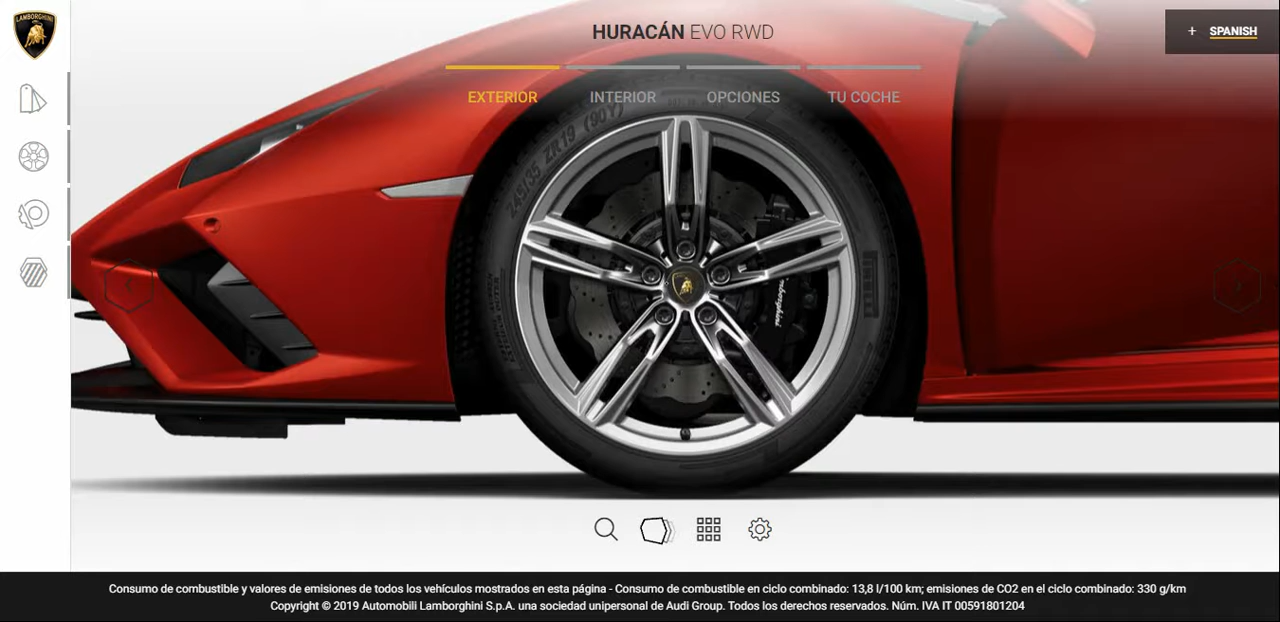 LAMBORGHINI
HURACÁN EVO RWD
+ SPANISH
EXTERIOR
INTERIOR
OPCIONES
TU COCHE
245/35 ZR19 (90Y)
Consumo de combustible y valores de emisiones de todos los vehículos mostrados en esta página - Consumo de combustible en ciclo combinado: 13,8 l/100 km; emisiones de CO2 en el ciclo combinado: 330 g/km
Copyright © 2019 Automobili Lamborghini S.p.A. una sociedad unipersonal de Audi Group. Todos los derechos reservados. Núm. IVA IT 00591801204